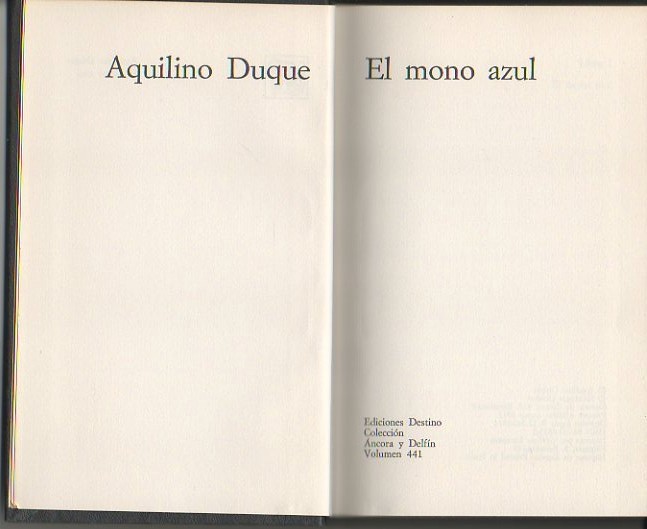 Aquilino Duque
El mono azul
Ediciones Destino
Colección
Áncora y Delfín
Volumen 441